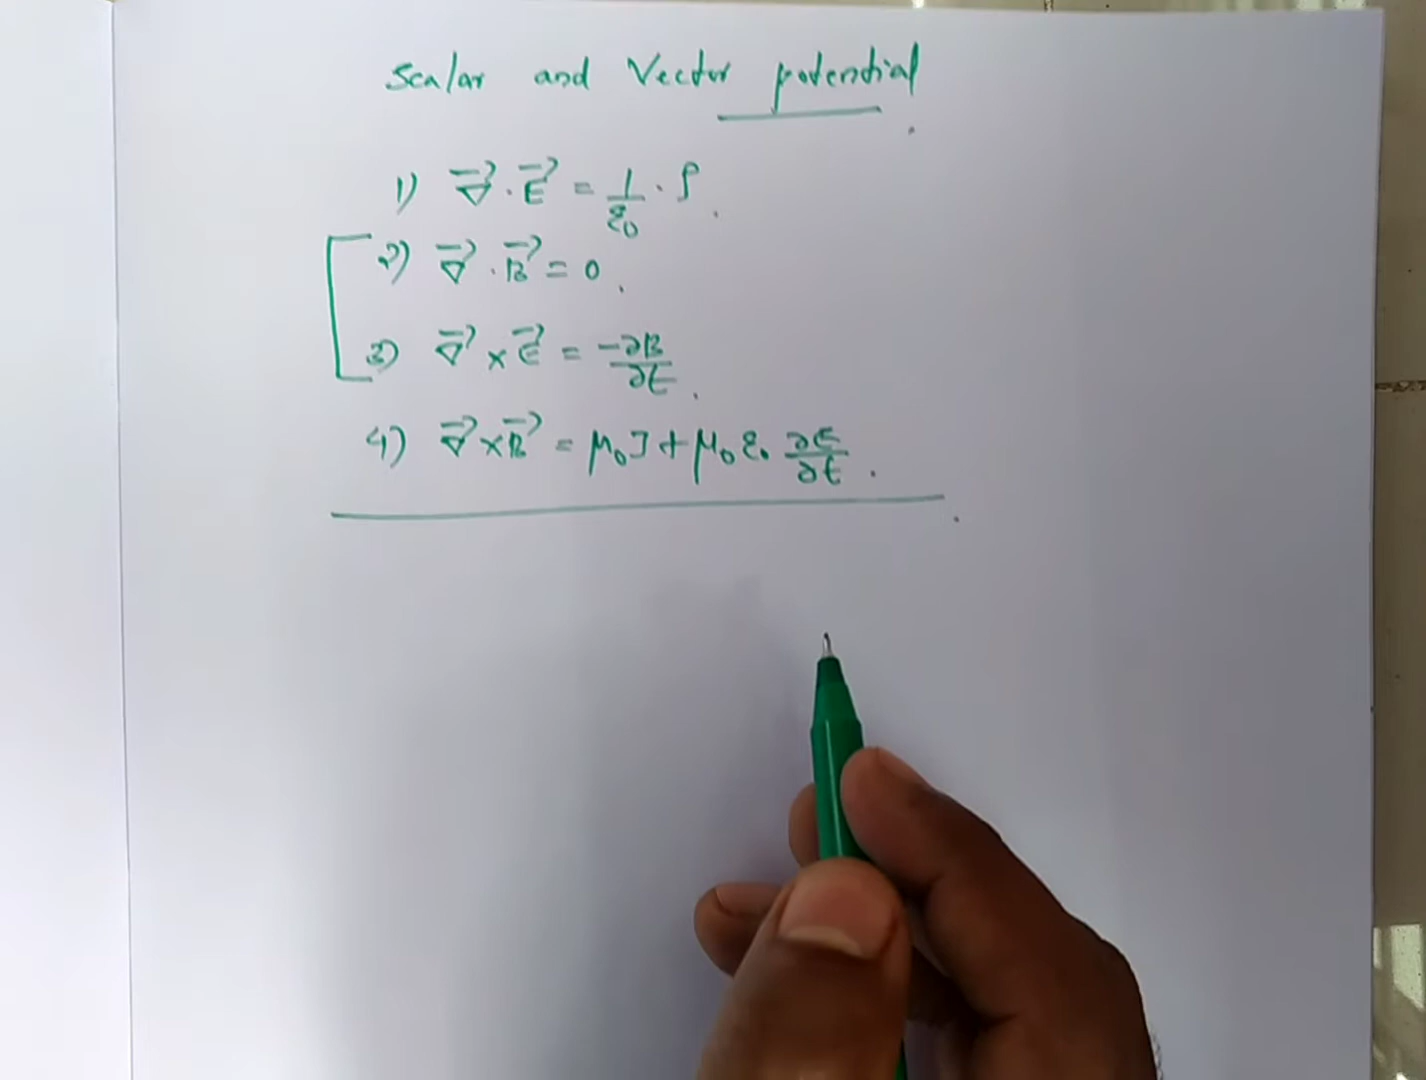 Scalar and Vector potential
1) ∇⃗ . E⃗ = 1/ε₀ . ρ
2) ∇⃗ . B⃗ = 0
3) ∇⃗ × E⃗ = -∂B/∂t
4) ∇⃗ × B⃗ = μ₀J + μ₀ε₀ ∂E/∂t